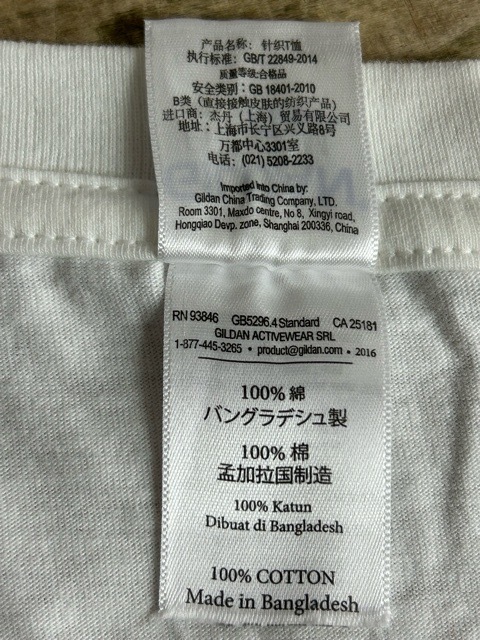 产品名称: 针织T恤
执行标准: GB/T 22849-2014
质量等级: 合格品
安全类别: GB 18401-2010
B类 (直接接触皮肤的纺织产品)
进口商: 杰丹 (上海) 贸易有限公司
地址: 上海市长宁区兴义路8号
万都中心3301室
电话: (021) 5208-2233
Imported into China by:
Gildan China Trading Company, LTD.
Room 3301, Maxdo centre, No 8, Xingyi road,
Hongqiao Devp. zone, Shanghai 200336, China
RN 93846 GB5296.4 Standard CA 25181
GILDAN ACTIVEWEAR SRL
1-877-445-3265 • product@gildan.com • 2016
100% 綿
バングラデシュ製
100% 棉
孟加拉国制造
100% Katun
Dibuat di Bangladesh
100% COTTON
Made in Bangladesh